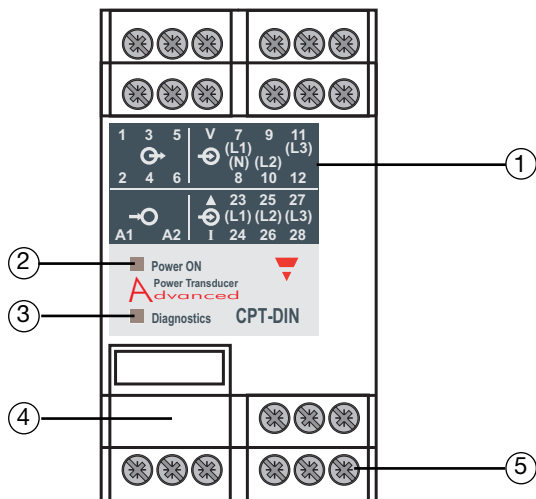 1 3 5 V 7 9 11
(L1) (L3)
(N) (L2)
2 4 6 8 10 12
23 25 27
(L1) (L2) (L3)
A1 A2 I 24 26 28
1
2
Power ON
Power Transducer
Advanced
3
Diagnostics CPT-DIN
4
5